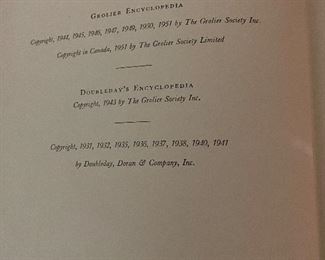 GROLIER ENCYCLOPEDIA
Copyright, 1944, 1945, 1946, 1947, 1949, 1950, 1951 by The Grolier Society Inc.
Copyright in Canada, 1951 by The Grolier Society Limited
DOUBLEDAY'S ENCYCLOPEDIA
Copyright, 1943 by The Grolier Society Inc.
Copyright, 1931, 1932, 1935, 1936, 1937, 1938, 1940, 1941
by Doubleday, Doran & Company, Inc.